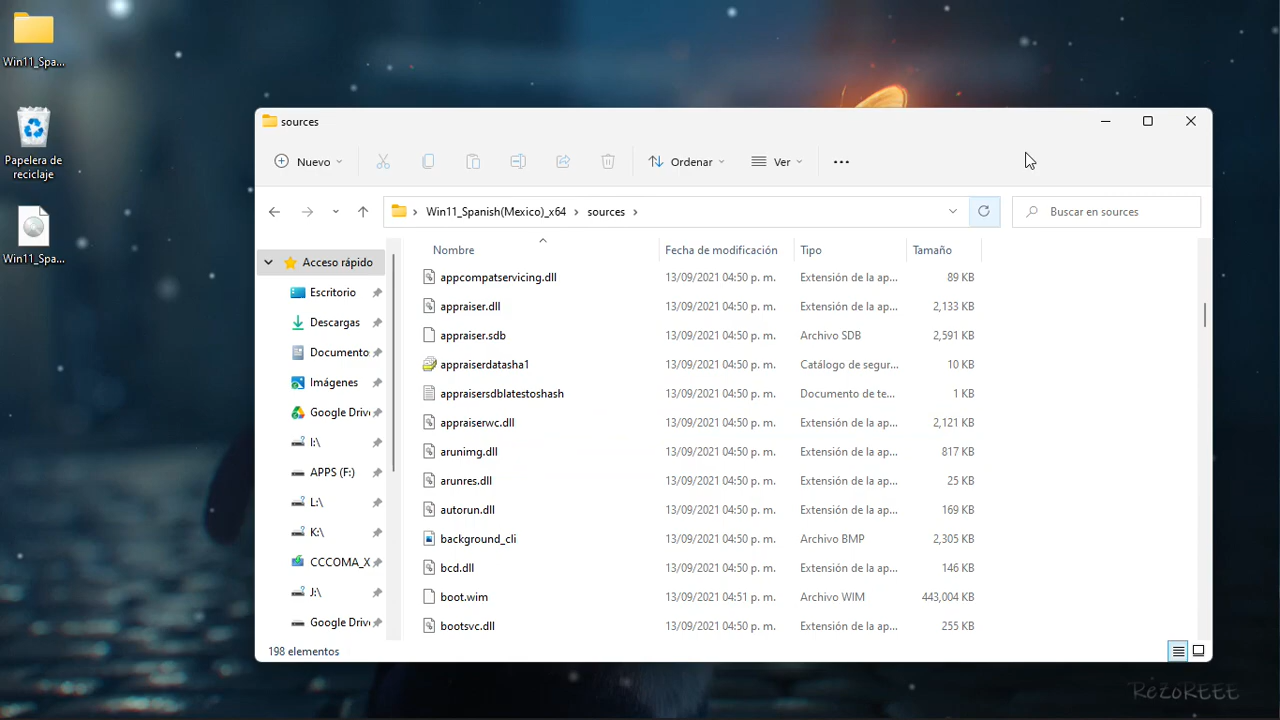 Win11_Spa...
Papelera de
reciclaje
Win11_Spa...
sources
Nuevo
Ordenar
Ver
Win11_Spanish(Mexico)_x64 > sources >
Buscar en sources
Acceso rápido
Escritorio
Descargas
Documento
Imágenes
Google Driv
I:\
APPS (F:)
L:\
K:\
CCCOMA_X
J:\
Google Driv
Nombre Fecha de modificación Tipo Tamaño
appcompatservicing.dll 13/09/2021 04:50 p. m. Extensión de la ap... 89 KB
appraiser.dll 13/09/2021 04:50 p. m. Extensión de la ap... 2,133 KB
appraiser.sdb 13/09/2021 04:50 p. m. Archivo SDB 2,591 KB
appraiserdatasha1 13/09/2021 04:50 p. m. Catálogo de segur... 10 KB
appraisersdblatestoshash 13/09/2021 04:50 p. m. Documento de te... 1 KB
appraiserwc.dll 13/09/2021 04:50 p. m. Extensión de la ap... 2,121 KB
arunimg.dll 13/09/2021 04:50 p. m. Extensión de la ap... 817 KB
arunres.dll 13/09/2021 04:50 p. m. Extensión de la ap... 25 KB
autorun.dll 13/09/2021 04:50 p. m. Extensión de la ap... 169 KB
background_cli 13/09/2021 04:50 p. m. Archivo BMP 2,305 KB
bcd.dll 13/09/2021 04:50 p. m. Extensión de la ap... 146 KB
boot.wim 13/09/2021 04:51 p. m. Archivo WIM 443,004 KB
bootsvc.dll 13/09/2021 04:50 p. m. Extensión de la ap... 255 KB
198 elementos
ReZoREEE